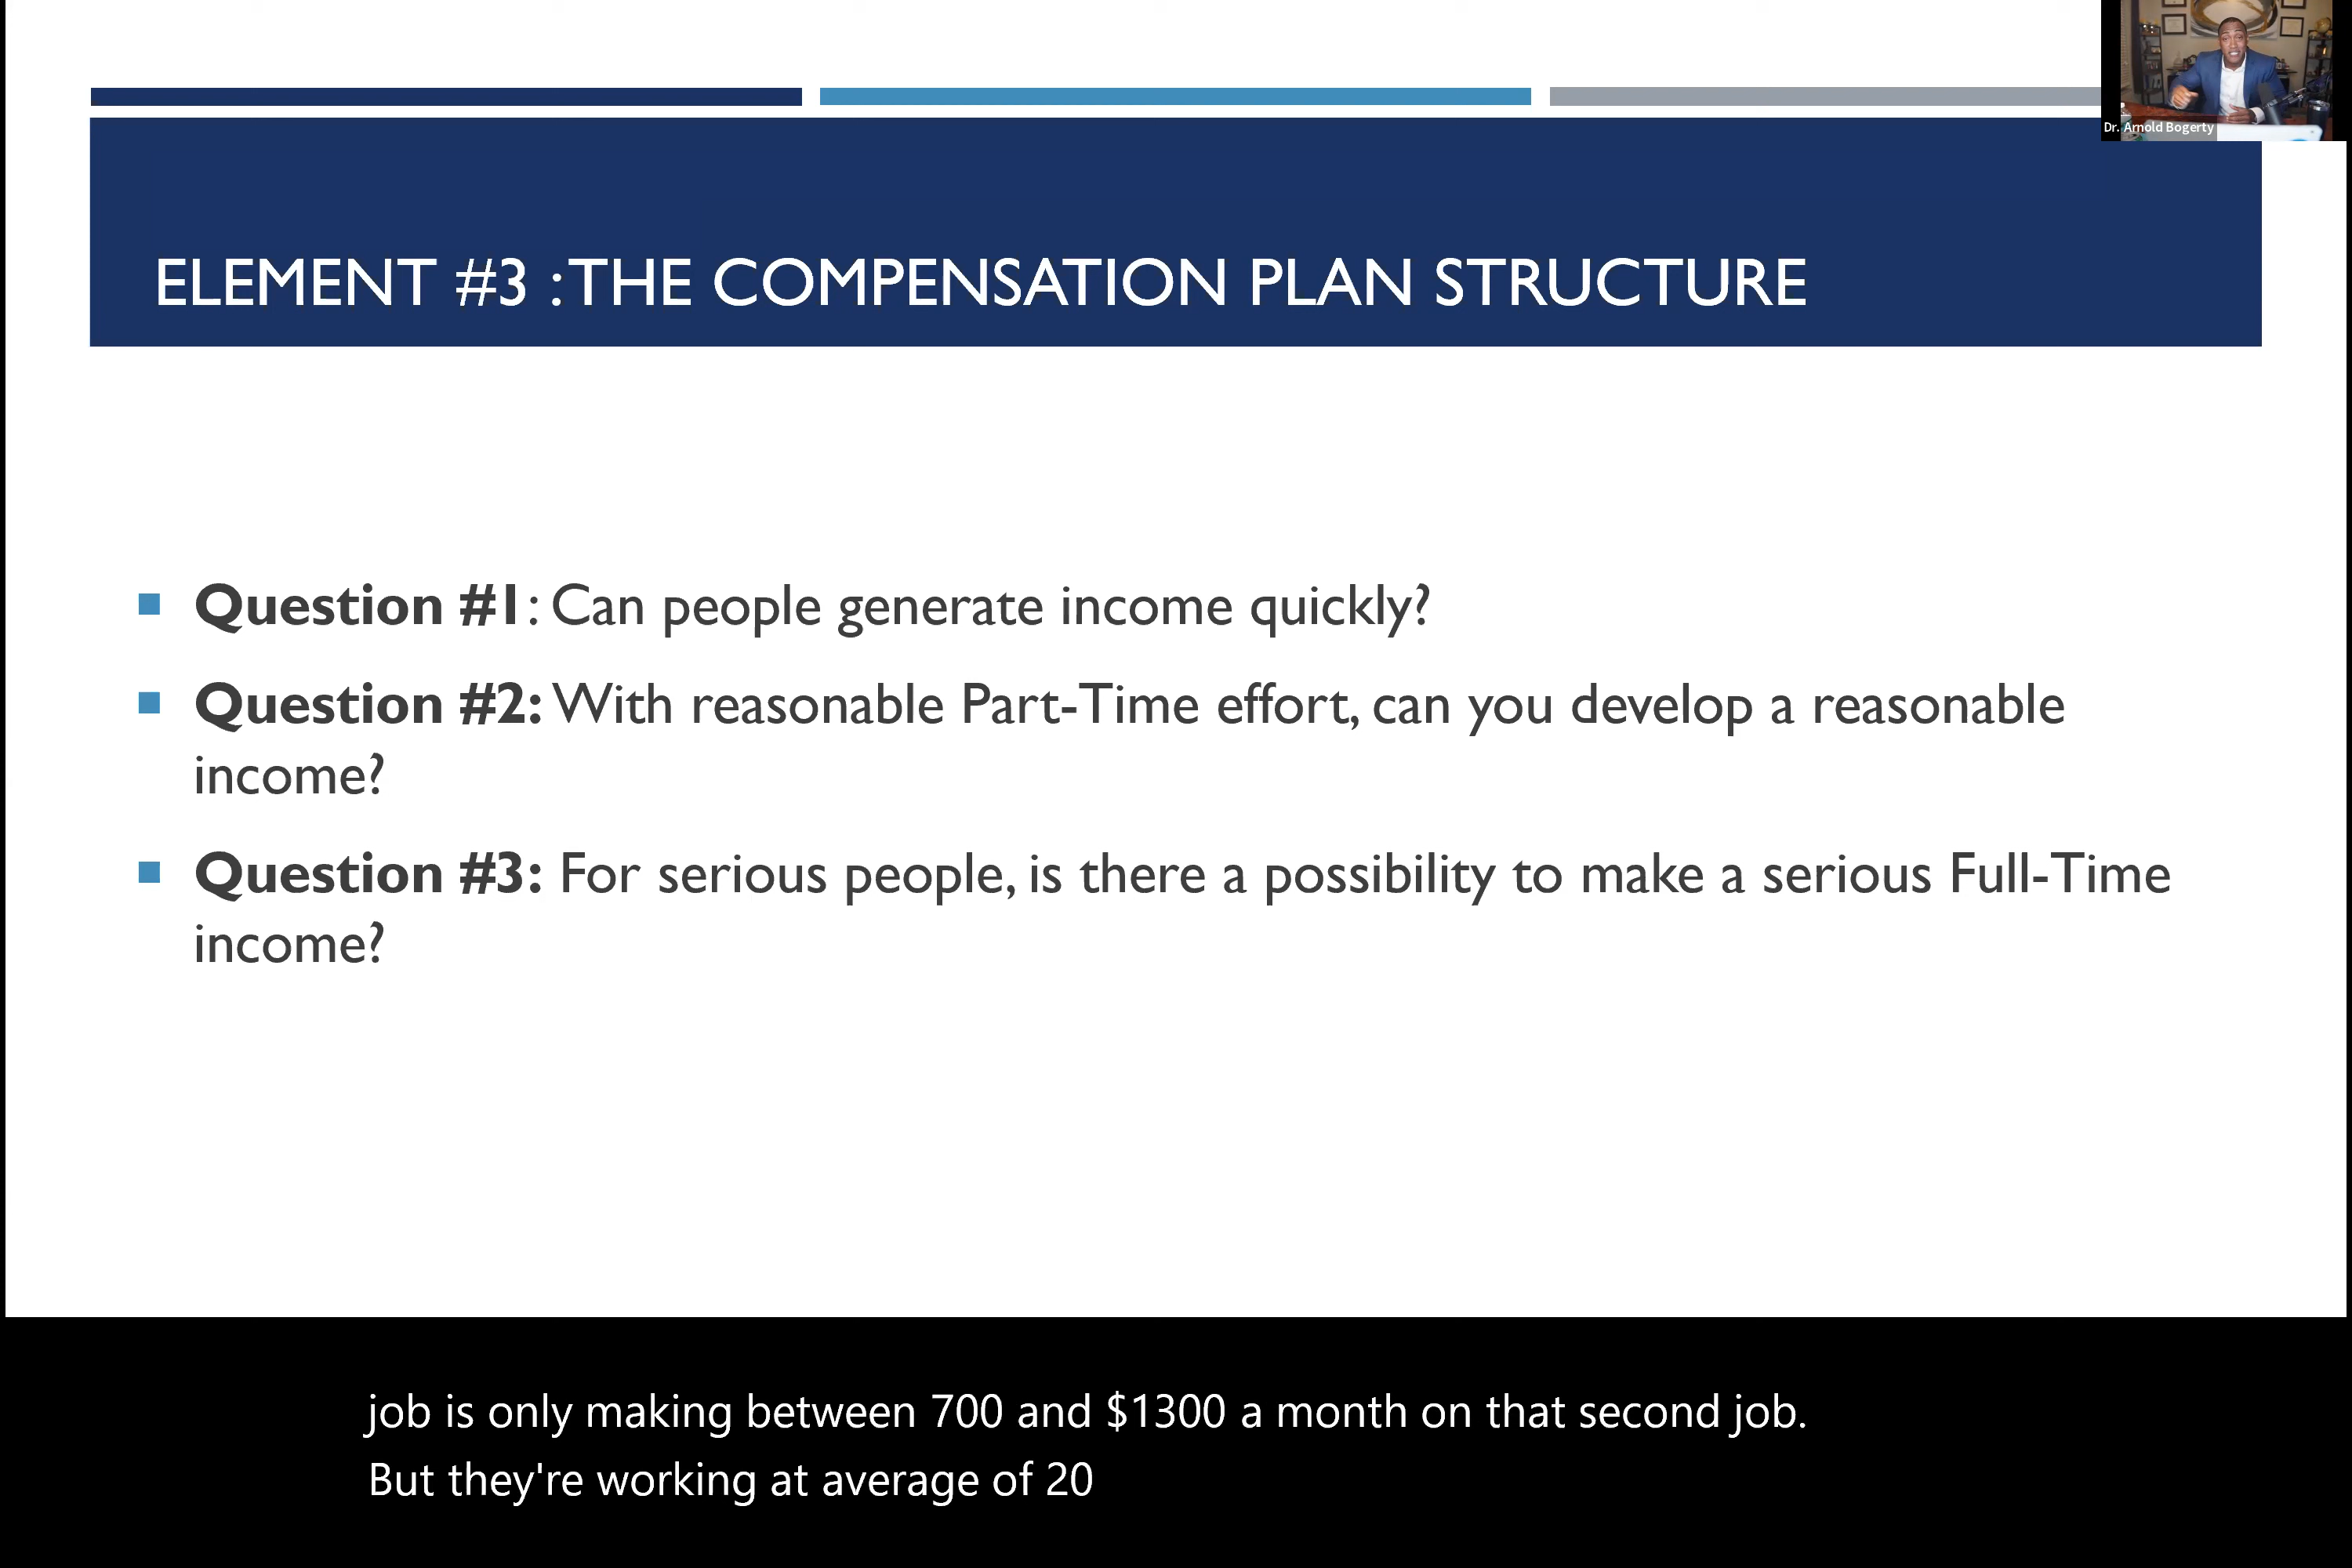 Dr. Arnold Bogerty
ELEMENT #3 : THE COMPENSATION PLAN STRUCTURE
Question #1: Can people generate income quickly?
Question #2: With reasonable Part-Time effort, can you develop a reasonable
income?
Question #3: For serious people, is there a possibility to make a serious Full-Time
income?
job is only making between 700 and $1300 a month on that second job.
But they're working at average of 20